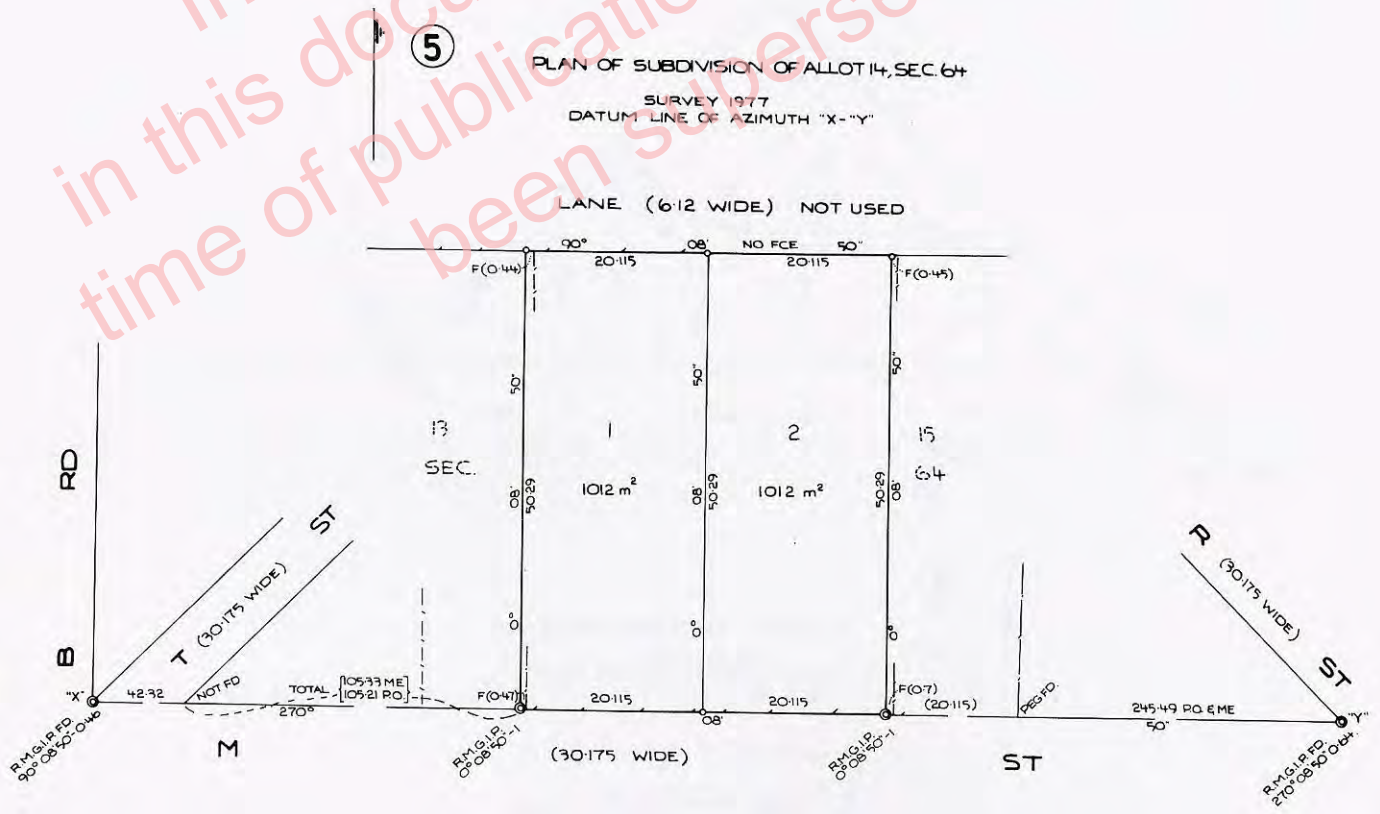 in
in this docu
time of publicatio
been superse
5
PLAN OF SUBDIVISION OF ALLOT 14, SEC. 64
SURVEY 1977
DATUM LINE OF AZIMUTH "X-"Y"
LANE (6·12 WIDE) NOT USED
90° 08' NO FCE 50"
F(0·44) 20·115 20·115 F(0·45)
50" 50" 50"
13 1 2 15
SEC. 64
1012 m² 1012 m²
08' 50·29 08' 50·29 50·29 08'
0° 0° 0°
B RD
T (30·175 WIDE) ST
R (30·175 WIDE) ST
"X" 42·32 NOT FD TOTAL [105·33 ME] F(0·47) 20·115 20·115 F(0·7) (20·115) PEG FD 245·49 P.O. & ME "Y"
[105·21 P.O.]
270° 08' 50"
R.M.G.I.P. FD.
90° 08' 50"-0·46
M (30·175 WIDE) ST
R.M.G.I.P.
0° 08' 50"-1
R.M.G.I.P.
0° 08' 50"-1
R.M.G.I.P. FD.
270° 08' 50"-0·64